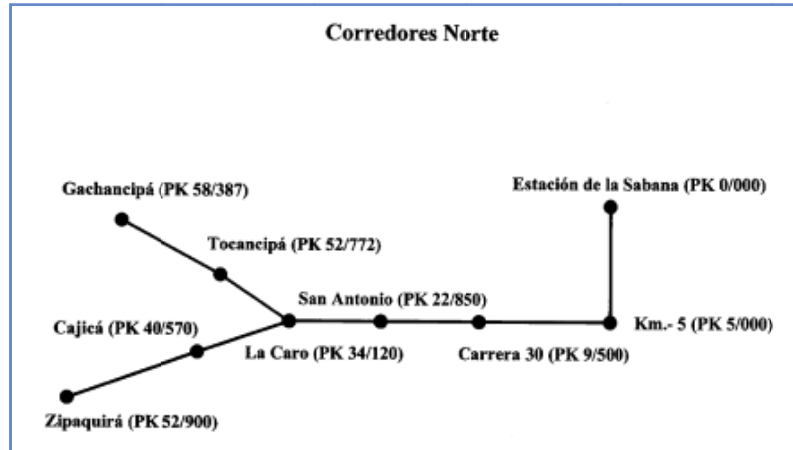 Corredores Norte
Gachancipá (PK 58/387)
Estación de la Sabana (PK 0/000)
Tocancipá (PK 52/772)
San Antonio (PK 22/850)
Cajicá (PK 40/570)
Km.- 5 (PK 5/000)
La Caro (PK 34/120)
Carrera 30 (PK 9/500)
Zipaquirá (PK 52/900)